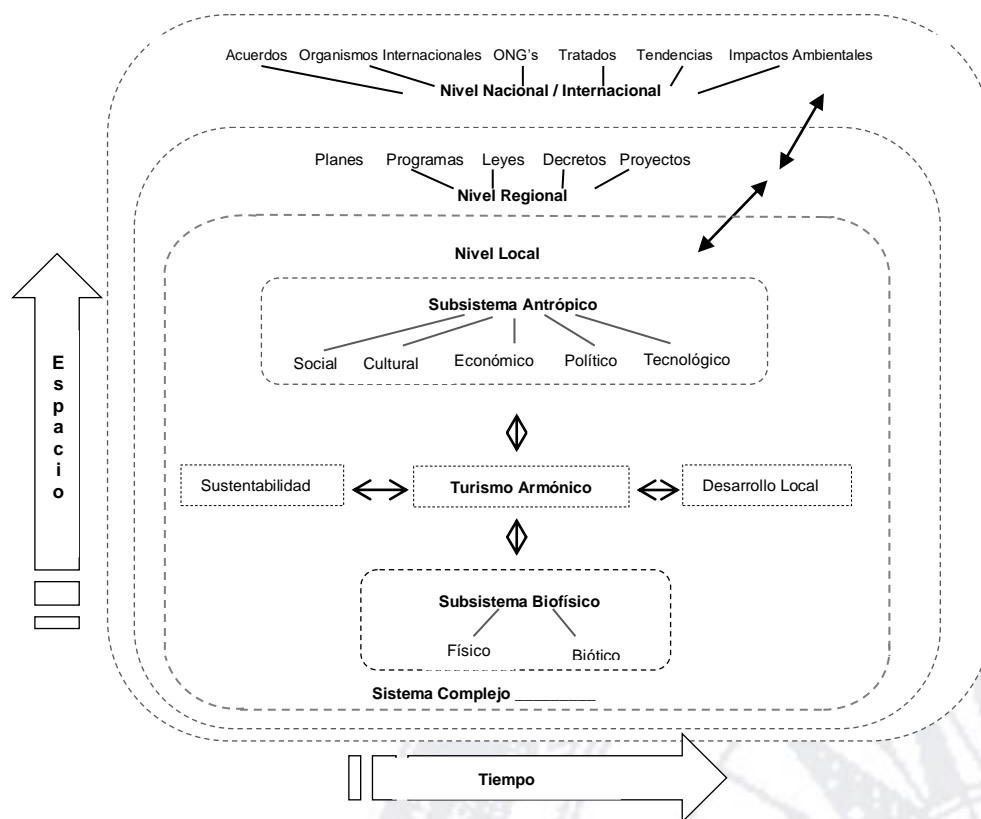 Acuerdos Organismos Internacionales ONG's Tratados Tendencias Impactos Ambientales
Nivel Nacional / Internacional
Planes Programas Leyes Decretos Proyectos
Nivel Regional
Nivel Local
Subsistema Antrópico
Social Cultural Económico Político Tecnológico
Espacio
Sustentabilidad Turismo Armónico Desarrollo Local
Subsistema Biofísico
Físico Biótico
Sistema Complejo _________
Tiempo